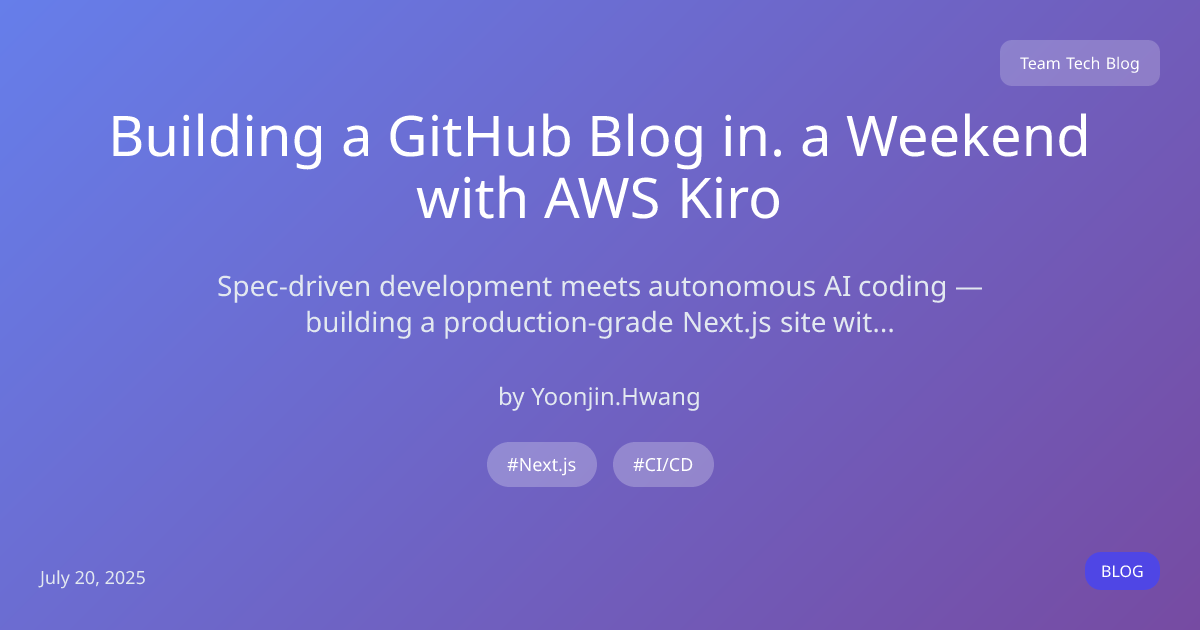 Team Tech Blog
Building a GitHub Blog in. a Weekend
with AWS Kiro
Spec-driven development meets autonomous AI coding —
building a production-grade Next.js site wit...
by Yoonjin.Hwang
#Next.js #CI/CD
July 20, 2025
BLOG